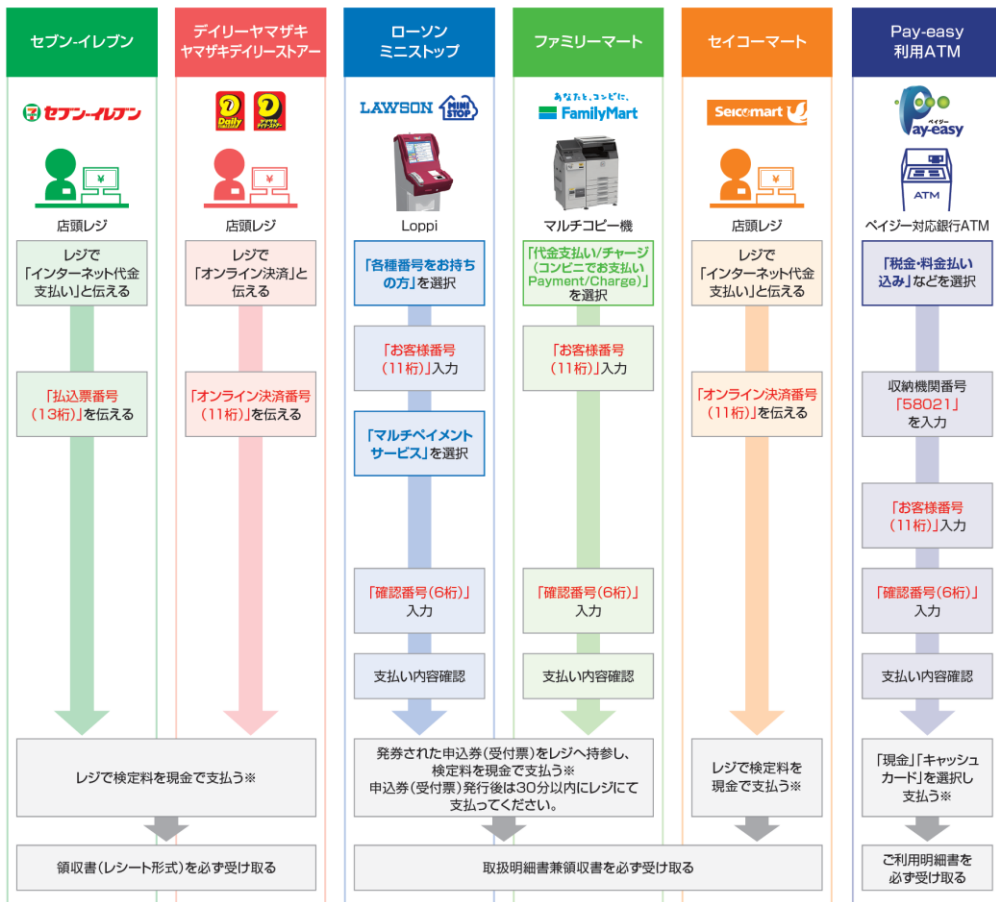 セブン-イレブン
セブン-イレブン
¥
店頭レジ
レジで
「インターネット代金
支払い」と伝える
「払込票番号
(13桁)」を伝える
デイリーヤマザキ
ヤマザキデイリーストアー
Daily
店頭レジ
¥
レジで
「オンライン決済」と
伝える
「オンライン決済番号
(11桁)」を伝える
レジで検定料を現金で支払う※
領収書(レシート形式)を必ず受け取る
ローソン
ミニストップ
LAWSON
MINI
STOP
Loppi
「各種番号をお持ち
の方」を選択
「お客様番号
(11桁)」入力
「マルチペイメント
サービス」を選択
「確認番号(6桁)」
入力
支払い内容確認
ファミリーマート
あなたと、コンビに、
FamilyMart
マルチコピー機
「代金支払い/チャージ
(コンビニでお支払い
Payment/Charge)」
を選択
「お客様番号
(11桁)」入力
「確認番号(6桁)」
入力
支払い内容確認
発券された申込券(受付票)をレジへ持参し、
検定料を現金で支払う※
申込券(受付票)発行後は30分以内にレジにて
支払ってください。
セイコーマート
Seicomart
¥
店頭レジ
レジで
「インターネット代金
支払い」と伝える
「オンライン決済番号
(11桁)」を伝える
レジで検定料を
現金で支払う※
取扱明細書兼領収書を必ず受け取る
Pay-easy
利用ATM
ペイジー
Pay-easy
ATM
ペイジー対応銀行ATM
「税金・料金払い
込み」などを選択
収納機関番号
「58021」
を入力
「お客様番号
(11桁)」入力
「確認番号(6桁)」
入力
支払い内容確認
「現金」「キャッシュ
カード」を選択し
支払う※
ご利用明細書を
必ず受け取る